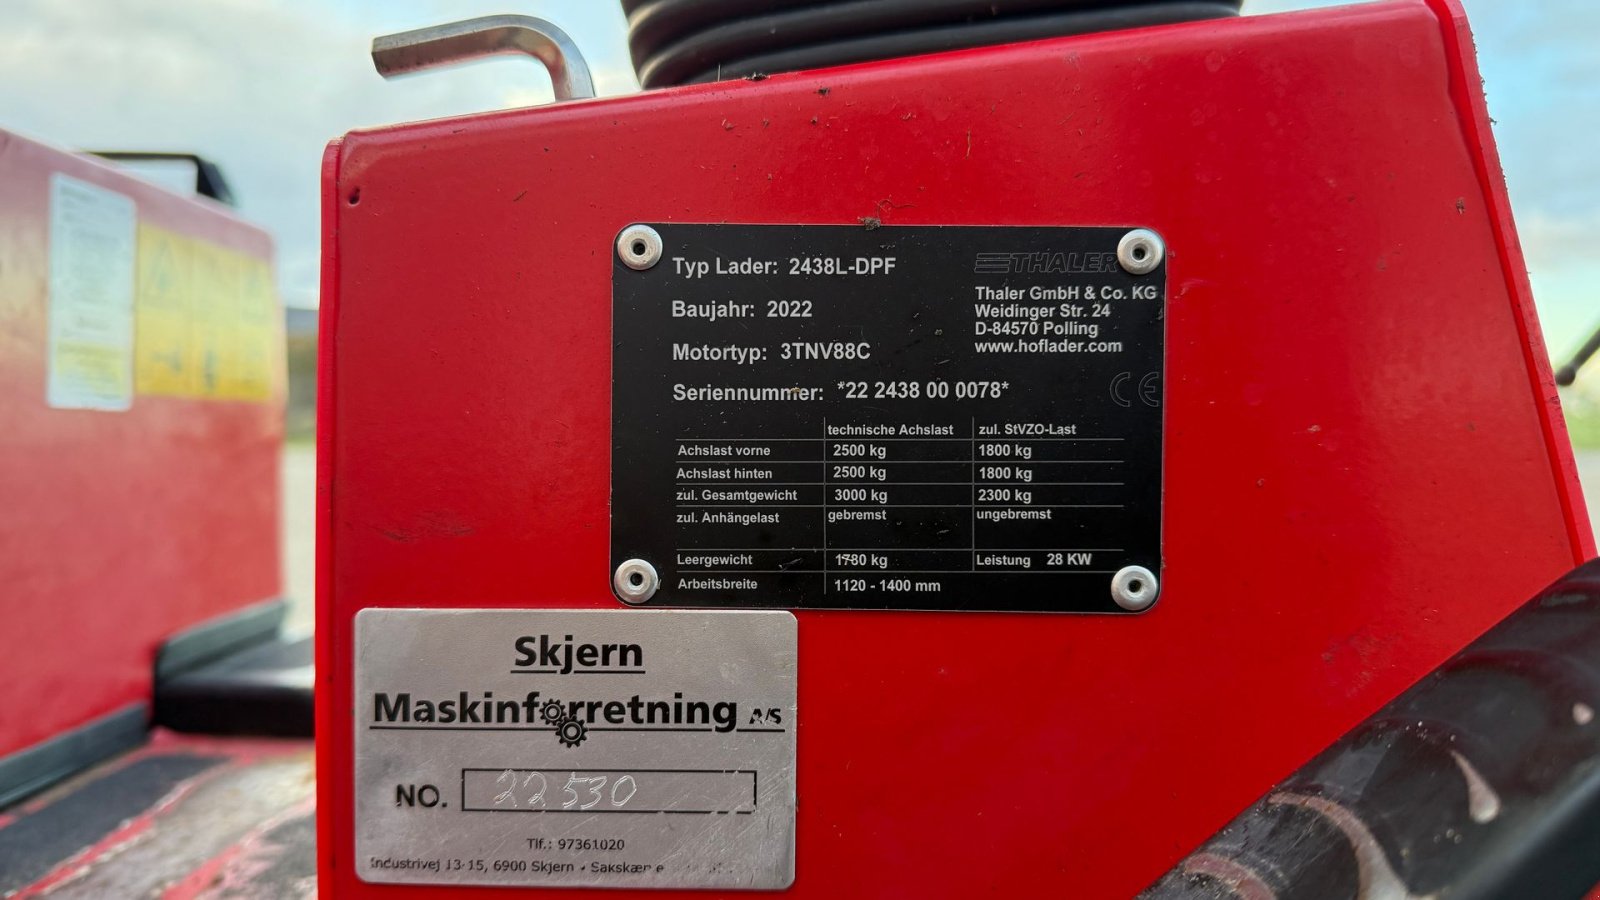 Typ Lader: 2438L-DPF
THALER
Thaler GmbH & Co. KG
Weidinger Str. 24
D-84570 Polling
www.hoflader.com
Baujahr: 2022
Motortyp: 3TNV88C
Seriennummer: *22 2438 00 0078*
CE
technische Achslast zul. StVZO-Last
Achslast vorne 2500 kg 1800 kg
Achslast hinten 2500 kg 1800 kg
zul. Gesamtgewicht 3000 kg 2300 kg
zul. Anhängelast gebremst ungebremst
Leergewicht 1780 kg Leistung 28 KW
Arbeitsbreite 1120 - 1400 mm
Skjern
Maskinforretning A/S
NO. 22530
Tlf.: 97361020
Industrivej 13-15, 6900 Skjern